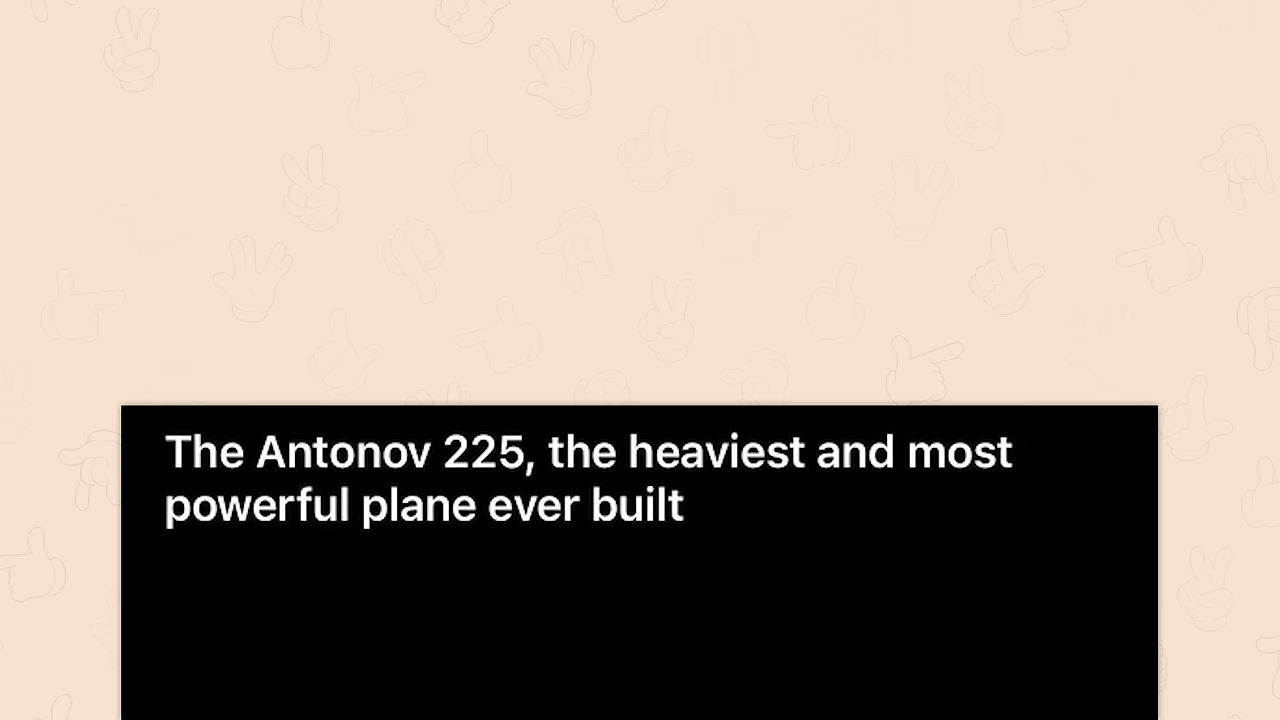 The Antonov 225, the heaviest and most
powerful plane ever built